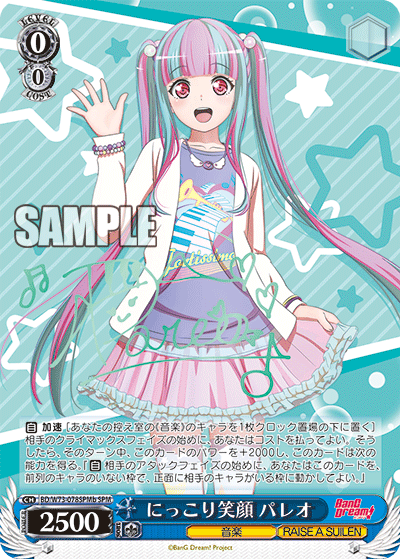 LEVEL
0
0
COST
SAMPLE
Lodissimo
Pareo
自 加速 [あなたの控え室の《音楽》のキャラを1枚クロック置場の下に置く]
相手のクライマックスフェイズの始めに、あなたはコストを払ってよい。そう
したら、そのターン中、このカードのパワーを+2000し、このカードは次の
能力を得る。『自 相手のアタックフェイズの始めに、あなたはこのカードを、
前列のキャラのいない枠で、正面に相手のキャラがいる枠に動かしてよい。』
CH
BD/W73-078SPMb SPM
2500
にっこり笑顔 パレオ
BanG Dream!
音楽
RAISE A SUILEN
©BanG Dream! Project